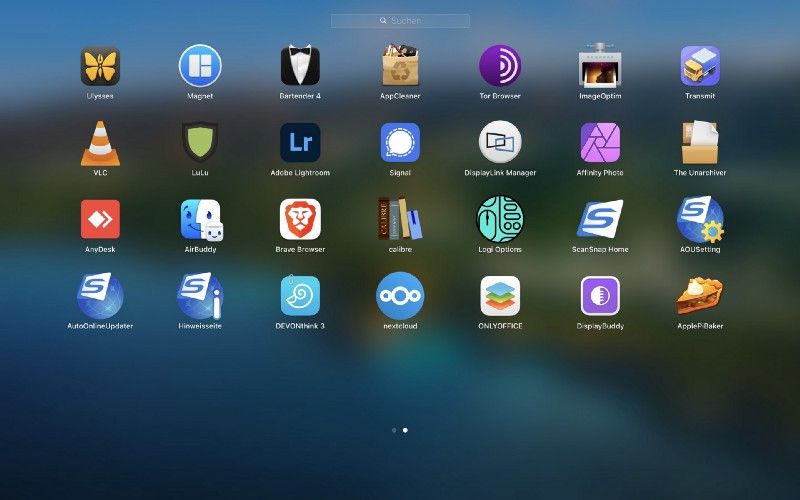 Suchen
Ulysses
Magnet
Bartender 4
AppCleaner
Tor Browser
ImageOptim
Transmit
VLC
LuLu
Lr
Adobe Lightroom
Signal
DisplayLink Manager
Affinity Photo
The Unarchiver
AnyDesk
AirBuddy
Brave Browser
CALIBRE
calibre
Logi Options
S
ScanSnap Home
S
AOUSetting
S
AutoOnlineUpdater
S
Hinweisseite
DEVONthink 3
nextcloud
ONLYOFFICE
DisplayBuddy
ApplePiBaker